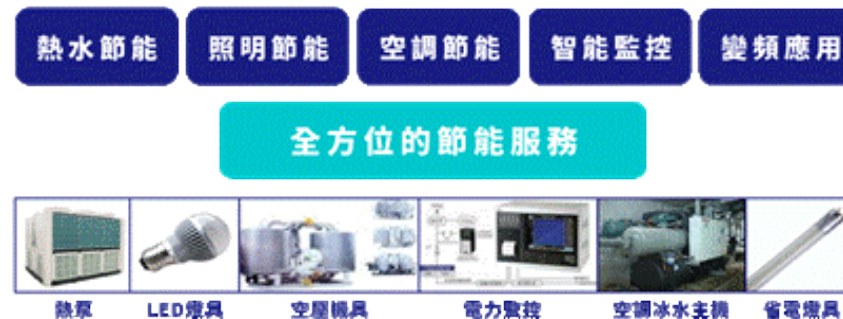 熱水節能 照明節能 空調節能 智能監控 變頻應用
全方位的節能服務
熱泵 LED燈具 空壓機具 電力監控 空調冰水主機 省電燈具